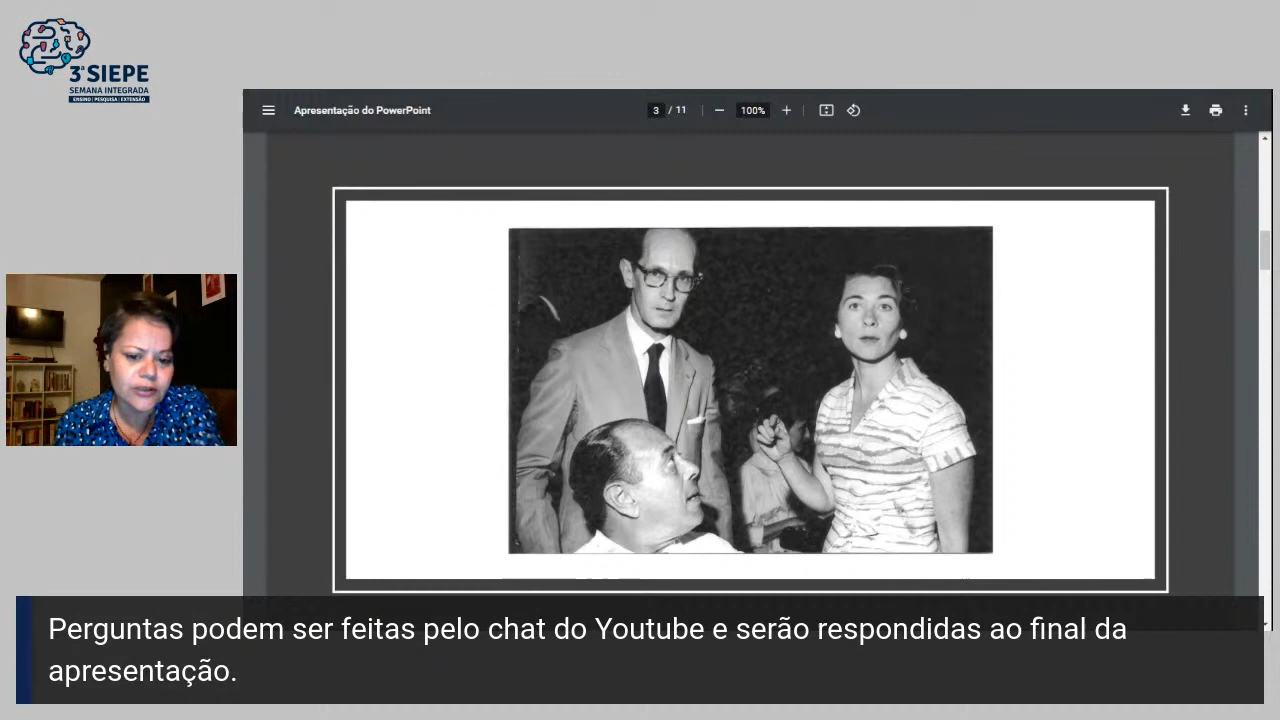 3ª SIEPE
SEMANA INTEGRADA
ENSINO | PESQUISA | EXTENSÃO
Apresentação do PowerPoint
3 / 11
100%
Perguntas podem ser feitas pelo chat do Youtube e serão respondidas ao final da
apresentação.